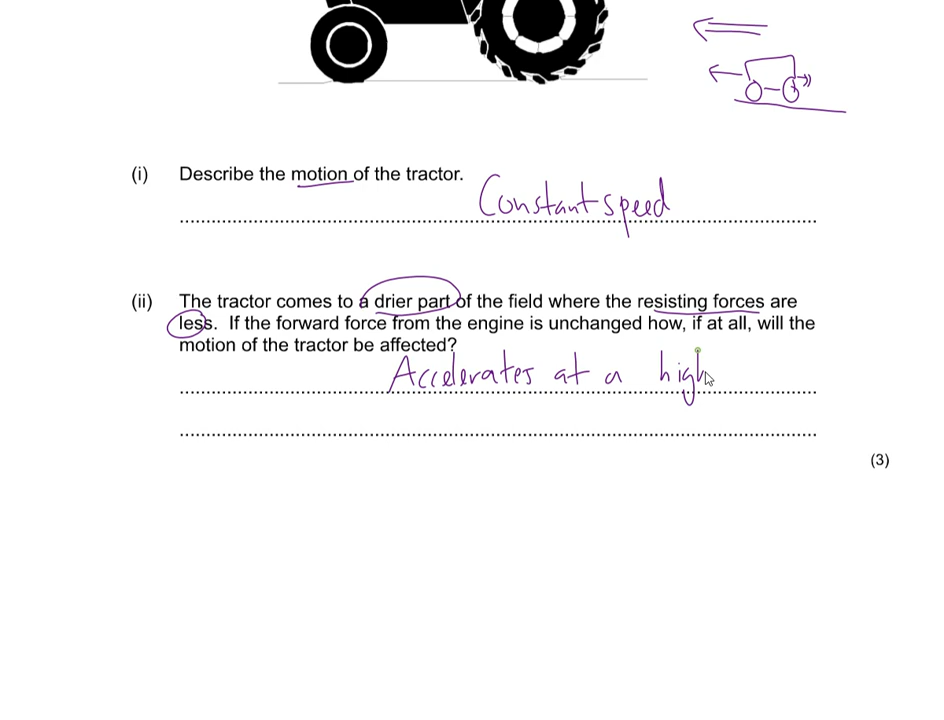 (i) Describe the motion of the tractor.
Constant speed
(ii) The tractor comes to a drier part of the field where the resisting forces are
less. If the forward force from the engine is unchanged how, if at all, will the
motion of the tractor be affected?
Accelerates at a high
(3)